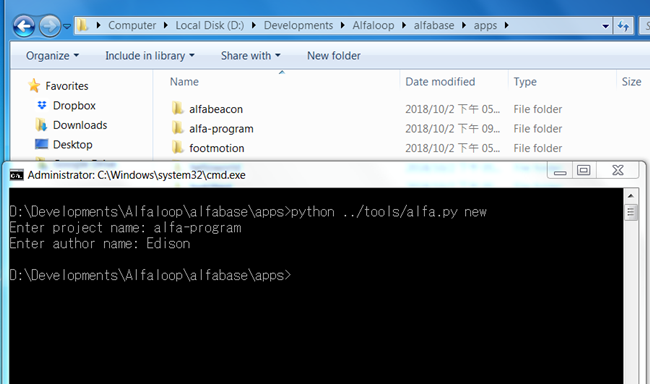 Computer ▸ Local Disk (D:) ▸ Developments ▸ Alfaloop ▸ alfabase ▸ apps ▸
Organize ▾ Include in library ▾ Share with ▾ New folder
Name Date modified Type Size
Favorites
Dropbox
Downloads
Desktop
alfabeacon 2018/10/2 下午 05... File folder
alfa-program 2018/10/2 下午 09... File folder
footmotion 2018/10/2 下午 05... File folder
Administrator: C:\Windows\system32\cmd.exe
D:\Developments\Alfaloop\alfabase\apps>python ../tools/alfa.py new
Enter project name: alfa-program
Enter author name: Edison
D:\Developments\Alfaloop\alfabase\apps>